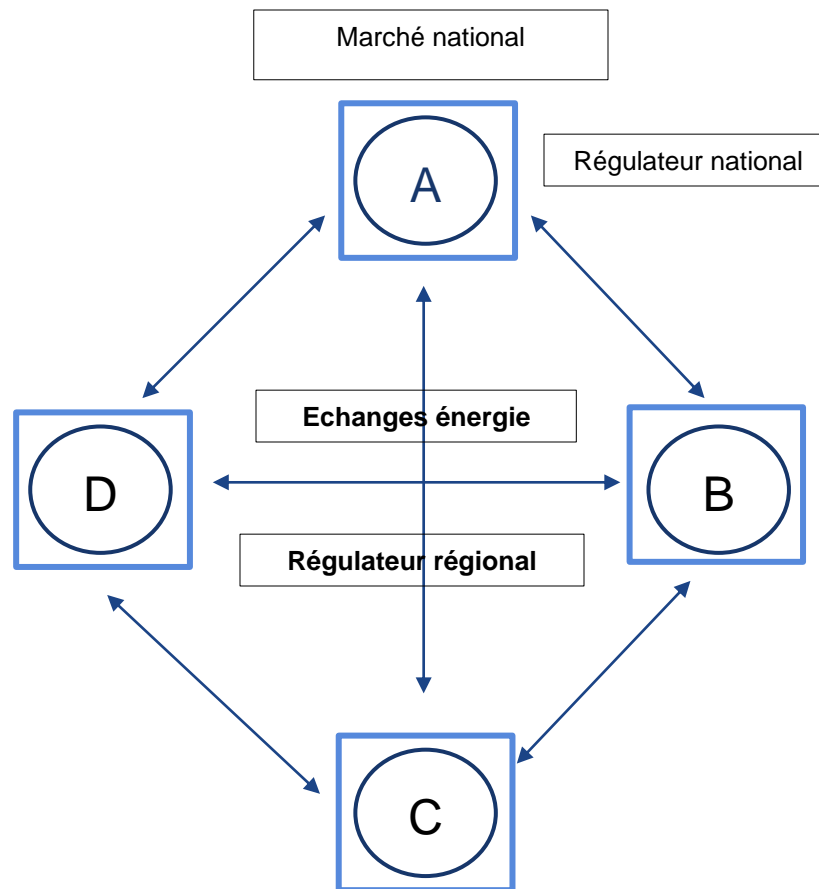 Marché national
A
Régulateur national
Echanges énergie
D
B
Régulateur régional
C